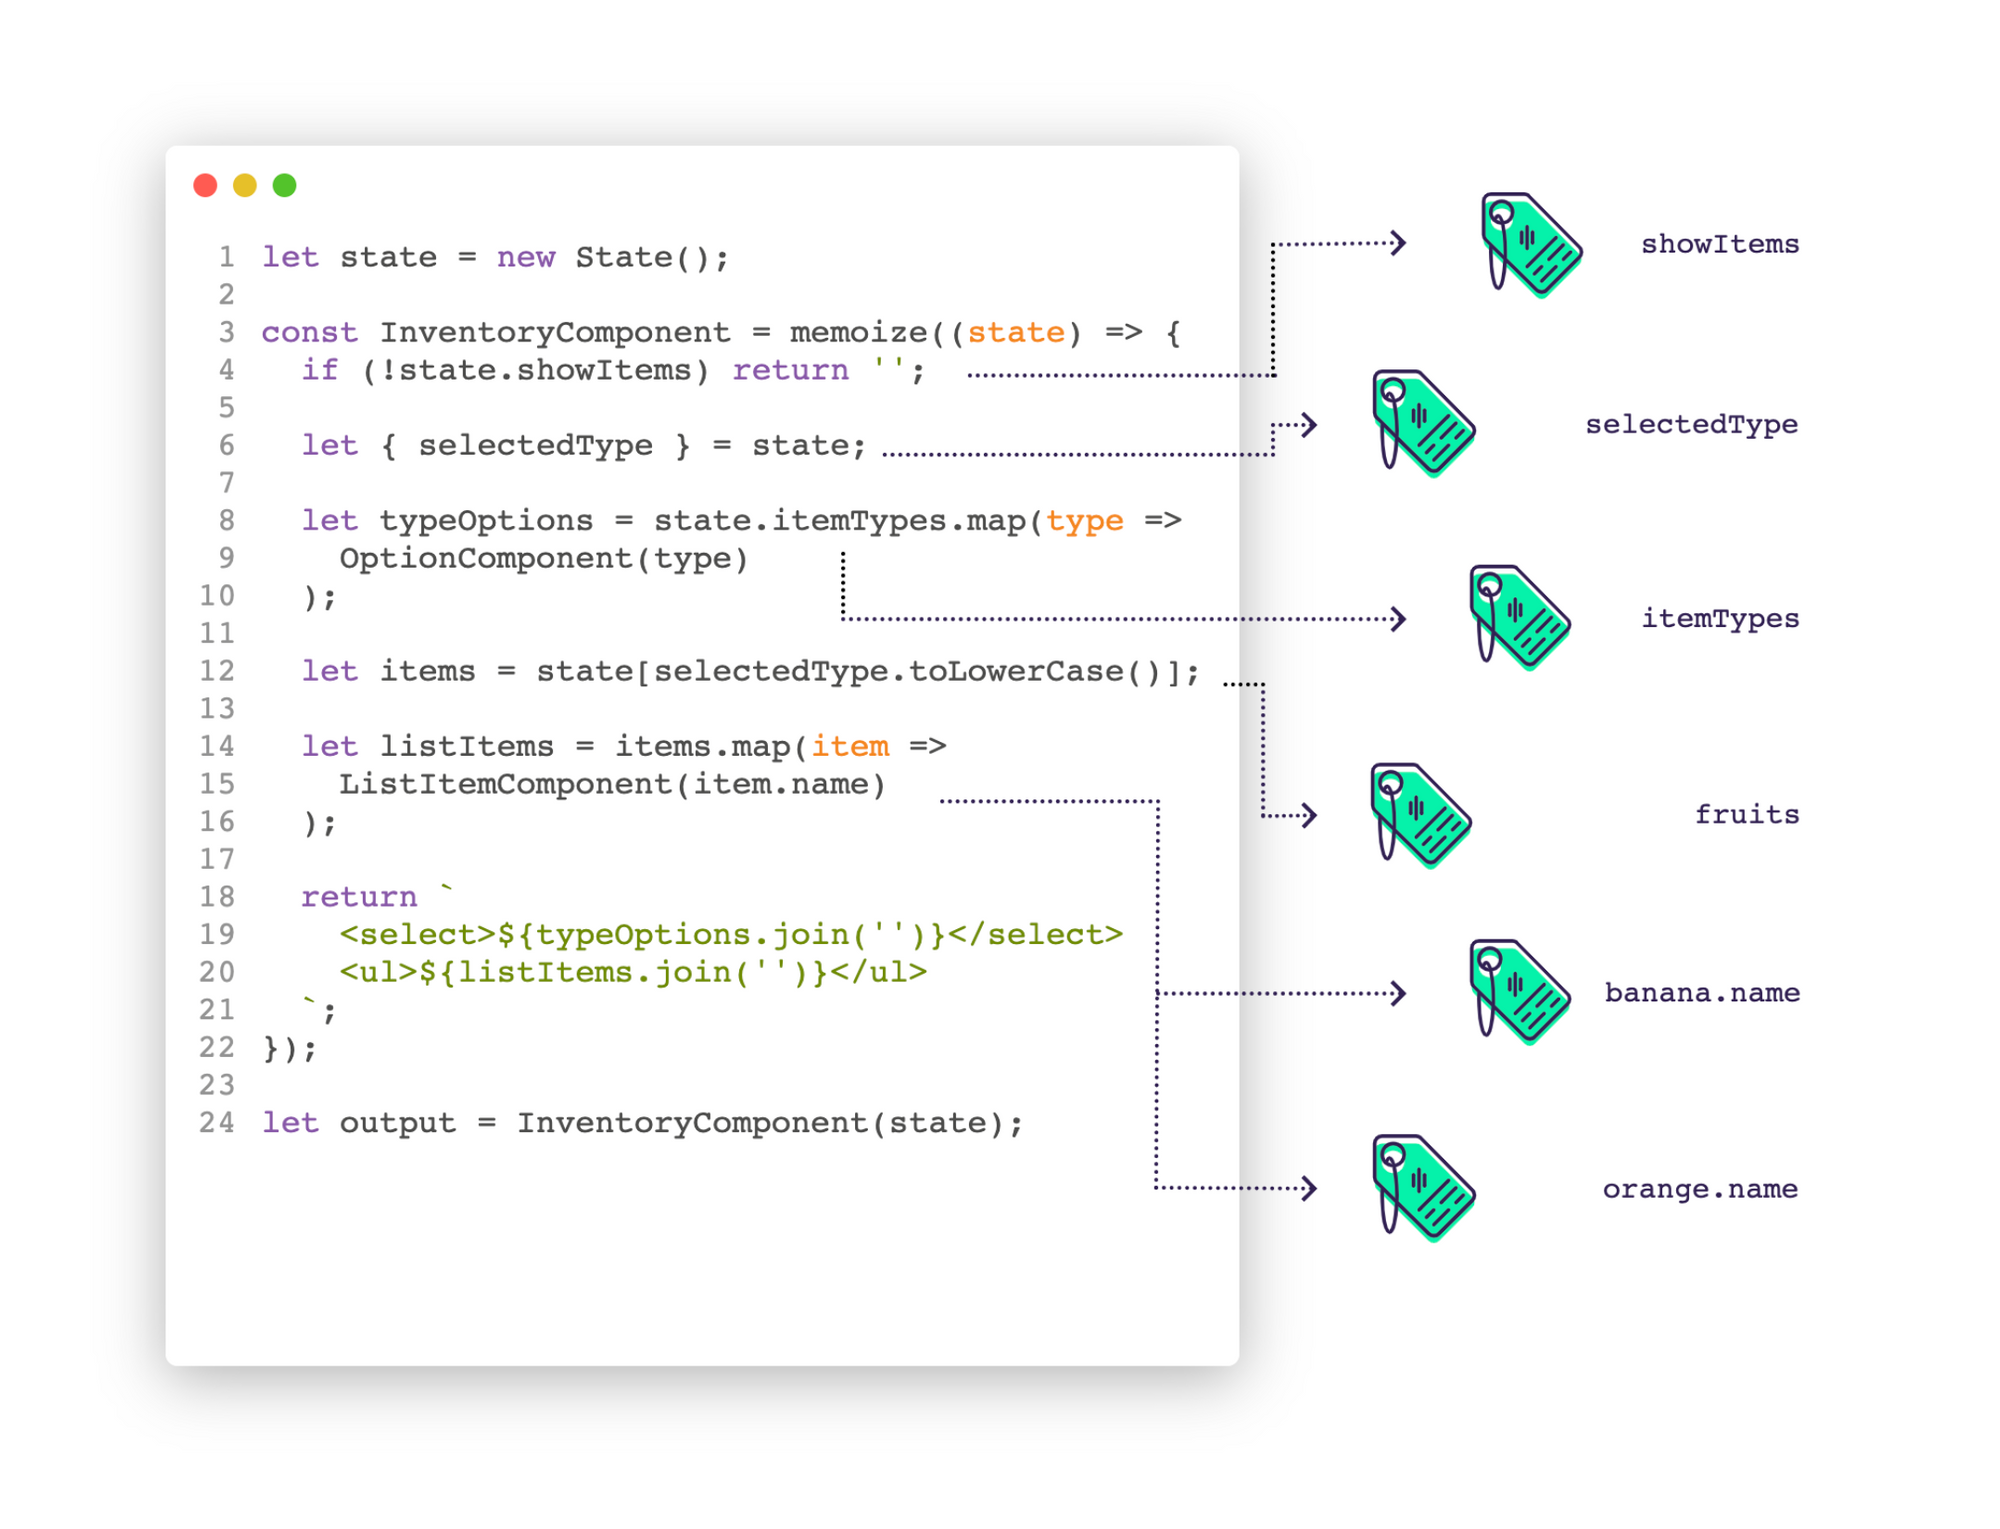 1 let state = new State();
2
3 const InventoryComponent = memoize((state) => {
4   if (!state.showItems) return '';
5
6   let { selectedType } = state;
7
8   let typeOptions = state.itemTypes.map(type =>
9     OptionComponent(type)
10   );
11
12   let items = state[selectedType.toLowerCase()];
13
14   let listItems = items.map(item =>
15     ListItemComponent(item.name)
16   );
17
18   return `
19     <select>${typeOptions.join('')}</select>
20     <ul>${listItems.join('')}</ul>
21   `;
22 });
23
24 let output = InventoryComponent(state);
showItems
selectedType
itemTypes
fruits
banana.name
orange.name